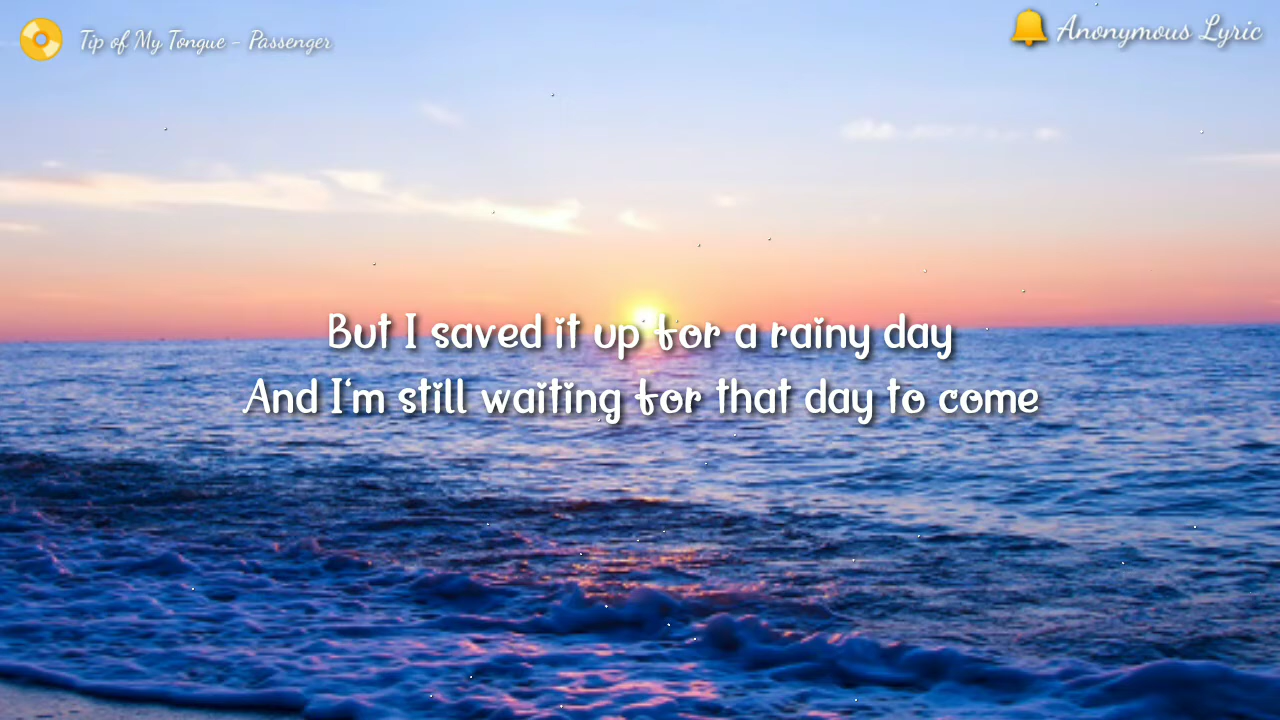 Tip of My Tongue - Passenger
Anonymous Lyric
But I saved it up for a rainy day
And I'm still waiting for that day to come